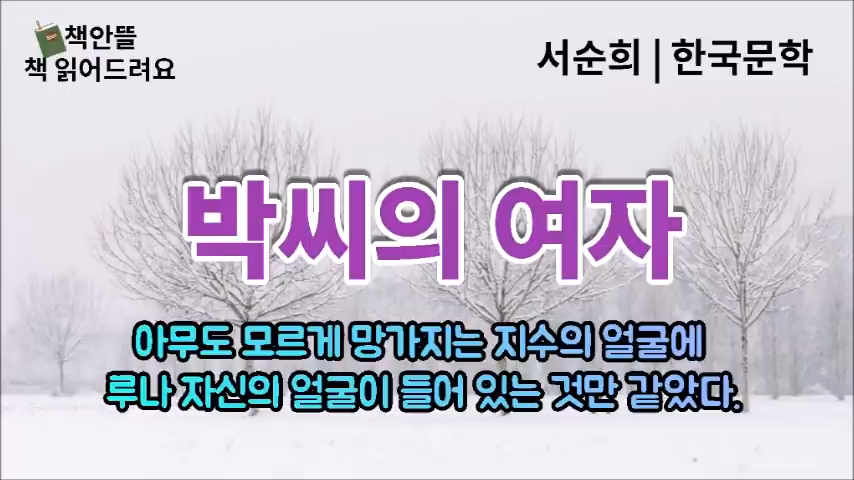 책안뜰
책 읽어드려요
서순희 | 한국문학
박씨의 여자
아무도 모르게 망가지는 지수의 얼굴에
루나 자신의 얼굴이 들어 있는 것만 같았다.